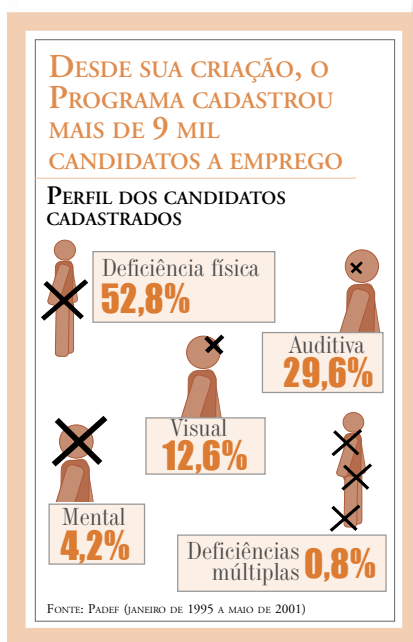 DESDE SUA CRIAÇÃO, O
PROGRAMA CADASTROU
MAIS DE 9 MIL
CANDIDATOS A EMPREGO
PERFIL DOS CANDIDATOS
CADASTRADOS
Deficiência física
52,8%
Auditiva
29,6%
Visual
12,6%
Mental
4,2%
Deficiências
múltiplas 0,8%
FONTE: PADEF (JANEIRO DE 1995 A MAIO DE 2001)